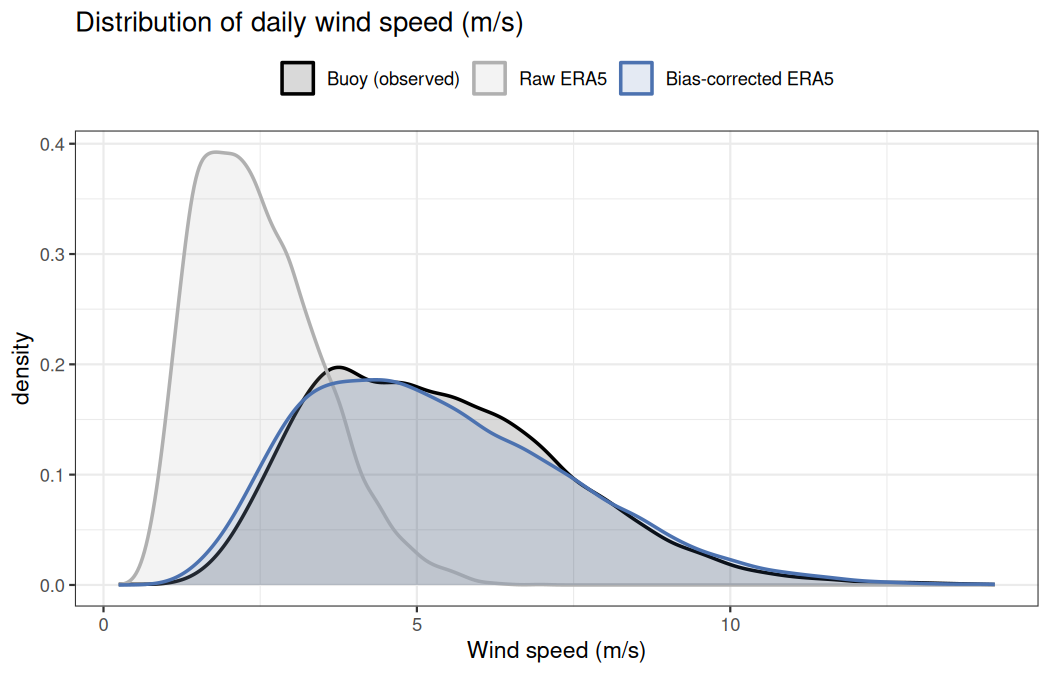 Distribution of daily wind speed (m/s)
Buoy (observed) Raw ERA5 Bias-corrected ERA5
0.4
0.3
0.2
0.1
0.0
density
0 5 10
Wind speed (m/s)